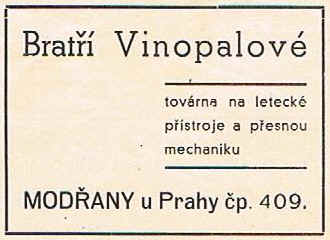 Bratří Vinopalové
továrna na letecké
přístroje a přesnou
mechaniku
MODŘANY u Prahy čp. 409.